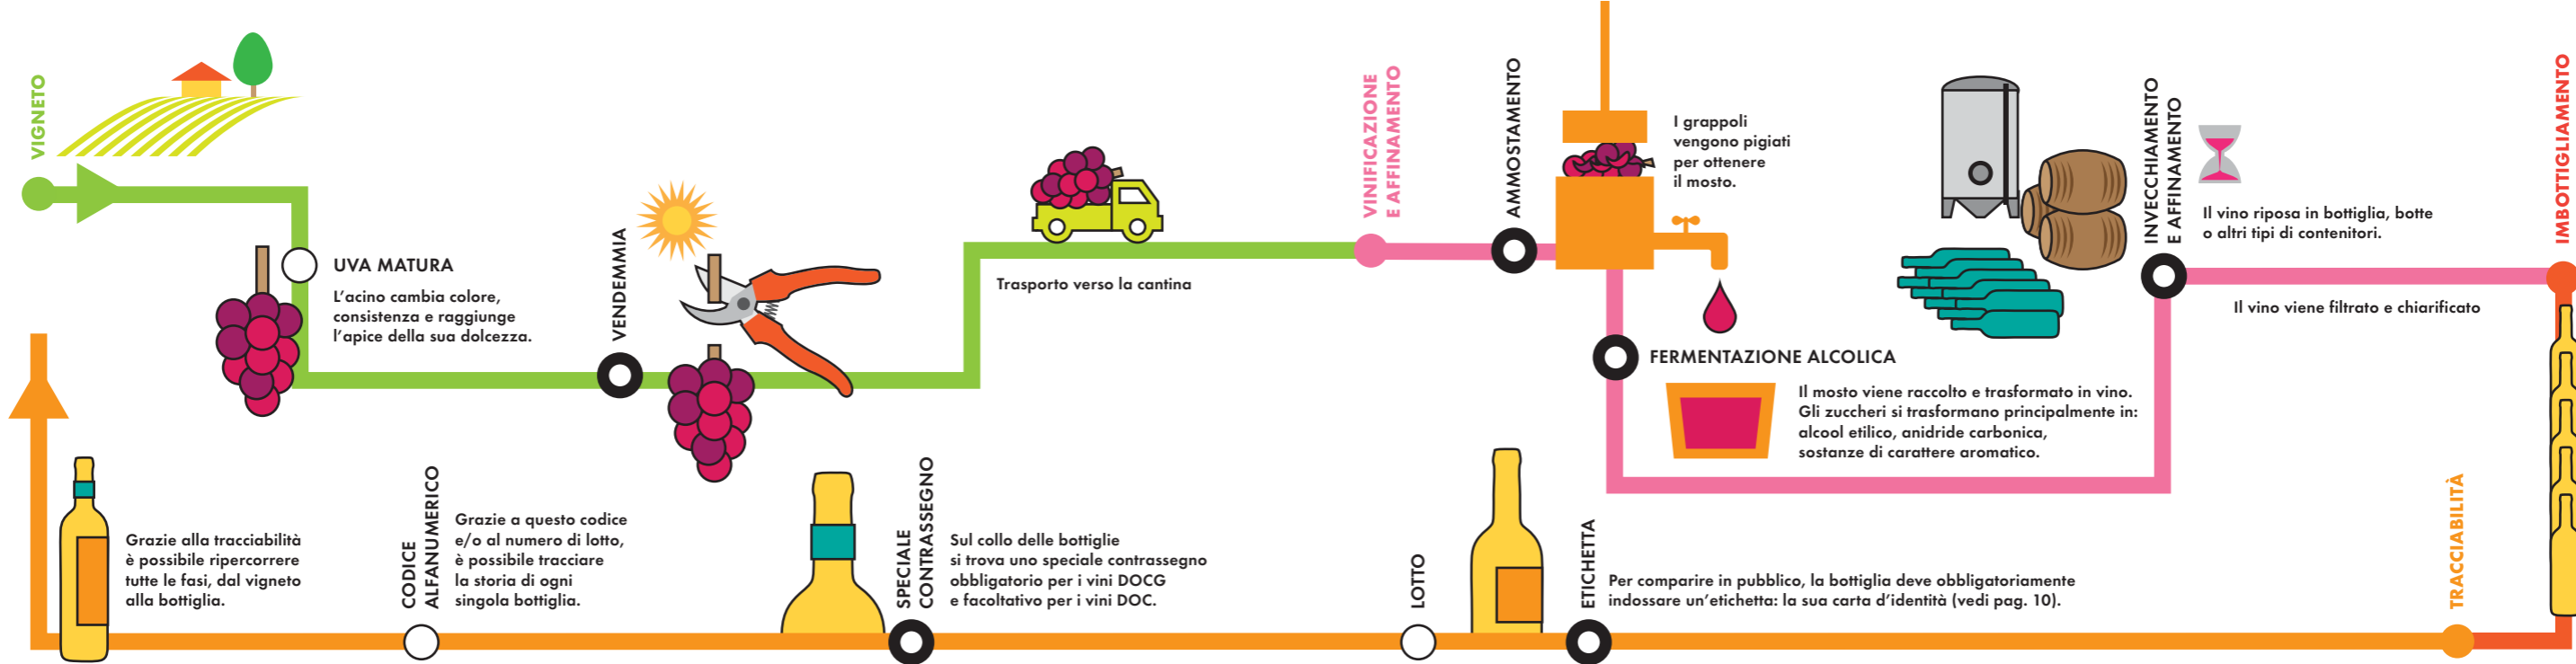 VIGNETO
UVA MATURA
L'acino cambia colore,
consistenza e raggiunge
l'apice della sua dolcezza.
VENDEMMIA
Trasporto verso la cantina
VINIFICAZIONE
E AFFINAMENTO
AMMOSTAMENTO
I grappoli
vengono pigiati
per ottenere
il mosto.
FERMENTAZIONE ALCOLICA
Il mosto viene raccolto e trasformato in vino.
Gli zuccheri si trasformano principalmente in:
alcool etilico, anidride carbonica,
sostanze di carattere aromatico.
INVECCHIAMENTO
E AFFINAMENTO
Il vino riposa in bottiglia, botte
o altri tipi di contenitori.
Il vino viene filtrato e chiarificato
IMBOTTIGLIAMENTO
TRACCIABILITÀ
ETICHETTA
Per comparire in pubblico, la bottiglia deve obbligatoriamente
indossare un'etichetta: la sua carta d'identità (vedi pag. 10).
LOTTO
SPECIALE
CONTRASSEGNO
Sul collo delle bottiglie
si trova uno speciale contrassegno
obbligatorio per i vini DOCG
e facoltativo per i vini DOC.
CODICE
ALFANUMERICO
Grazie a questo codice
e/o al numero di lotto,
è possibile tracciare
la storia di ogni
singola bottiglia.
Grazie alla tracciabilità
è possibile ripercorrere
tutte le fasi, dal vigneto
alla bottiglia.